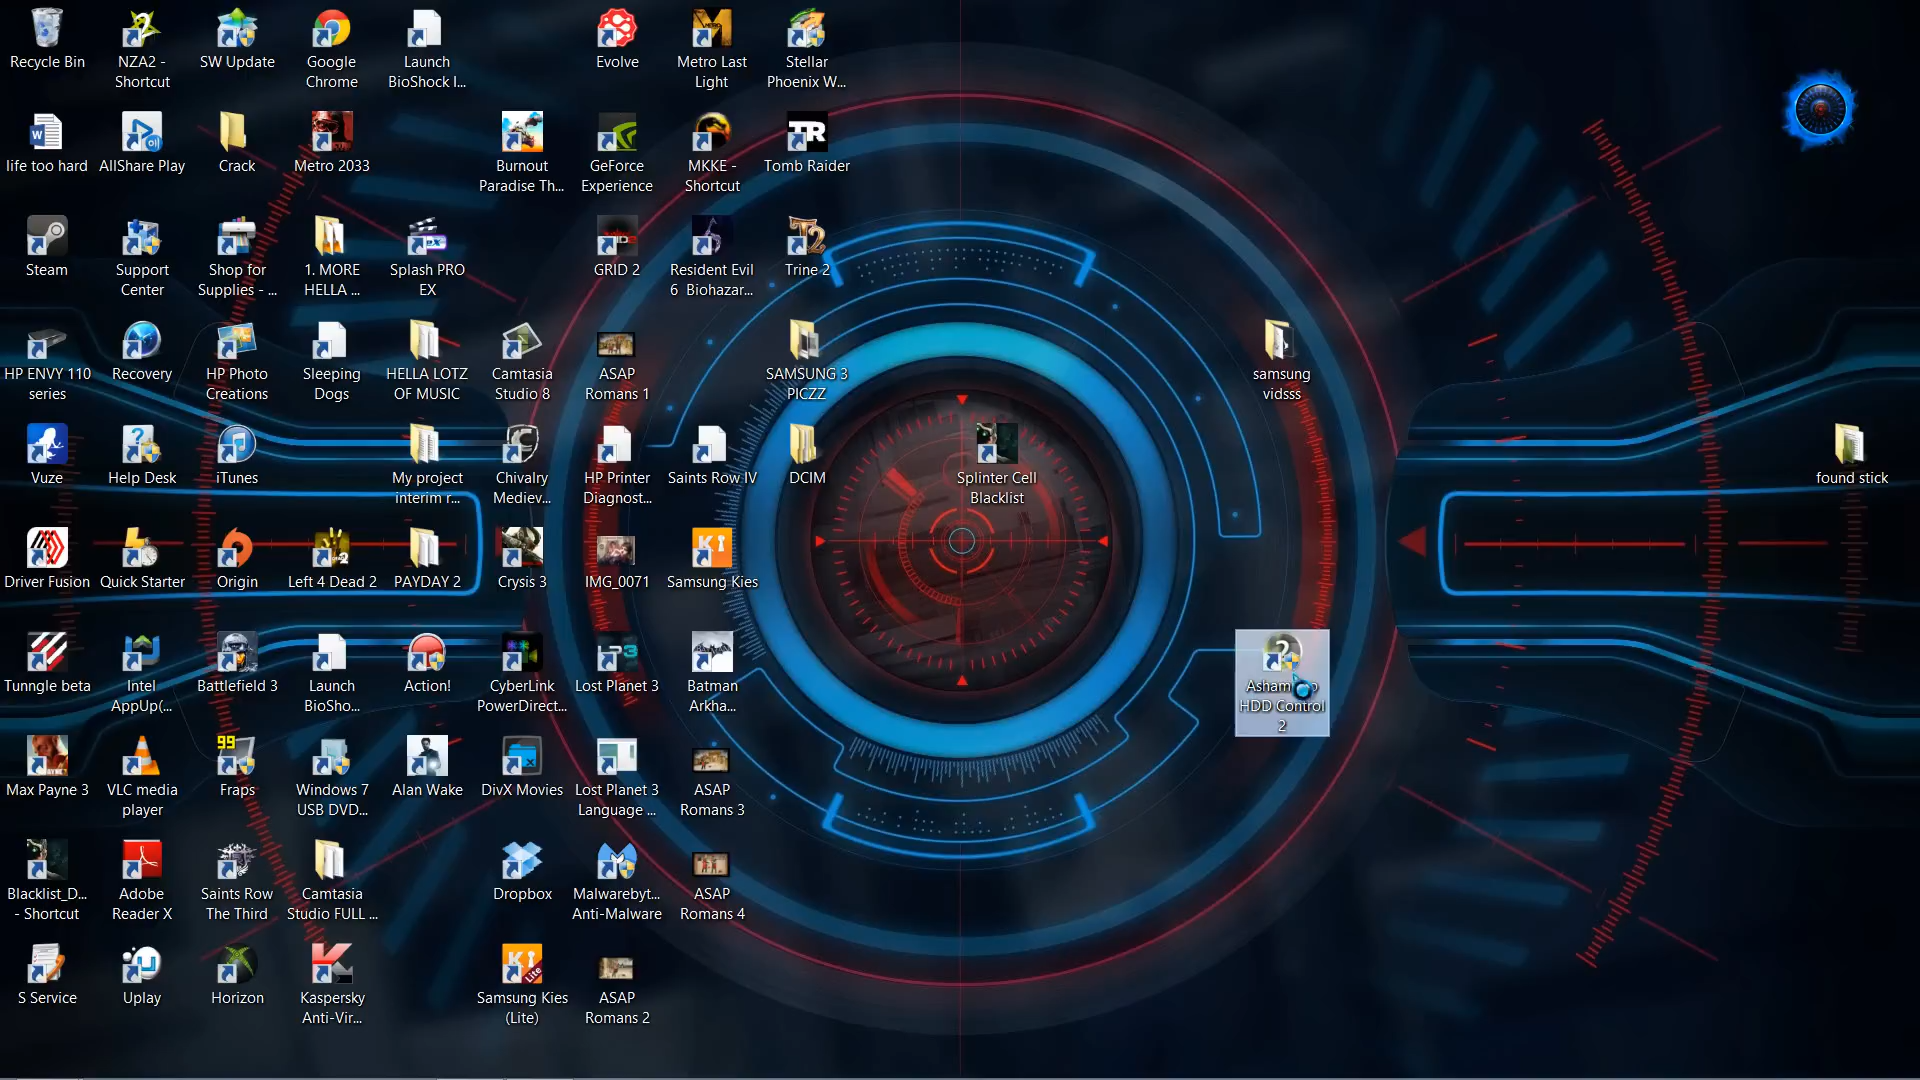 Recycle Bin
NZA2 -
Shortcut
SW Update
Google
Chrome
Launch
BioShock I...
Evolve
Metro Last
Light
Stellar
Phoenix W...
life too hard
AllShare Play
Crack
Metro 2033
Burnout
Paradise Th...
GeForce
Experience
MKKE -
Shortcut
Tomb Raider
Steam
Support
Center
Shop for
Supplies - ...
1. MORE
HELLA ...
Splash PRO
EX
GRID 2
Resident Evil
6 Biohazar...
Trine 2
HP ENVY 110
series
Recovery
HP Photo
Creations
Sleeping
Dogs
HELLA LOTZ
OF MUSIC
Camtasia
Studio 8
ASAP
Romans 1
SAMSUNG 3
PICZZ
samsung
vidsss
Vuze
Help Desk
iTunes
My project
interim r...
Chivalry
Mediev...
HP Printer
Diagnost...
Saints Row IV
DCIM
Splinter Cell
Blacklist
found stick
Driver Fusion
Quick Starter
Origin
Left 4 Dead 2
PAYDAY 2
Crysis 3
IMG_0071
Samsung Kies
Tunngle beta
Intel
AppUp(...
Battlefield 3
Launch
BioSho...
Action!
CyberLink
PowerDirect...
Lost Planet 3
Batman
Arkha...
HDD Control
2
Max Payne 3
VLC media
player
99
Fraps
Windows 7
USB DVD...
Alan Wake
DivX Movies
Lost Planet 3
Language ...
ASAP
Romans 3
Blacklist_D...
- Shortcut
Adobe
Reader X
Saints Row
The Third
Camtasia
Studio FULL ...
Dropbox
Malwarebyt...
Anti-Malware
ASAP
Romans 4
S Service
Uplay
Horizon
Kaspersky
Anti-Vir...
Samsung Kies
(Lite)
ASAP
Romans 2